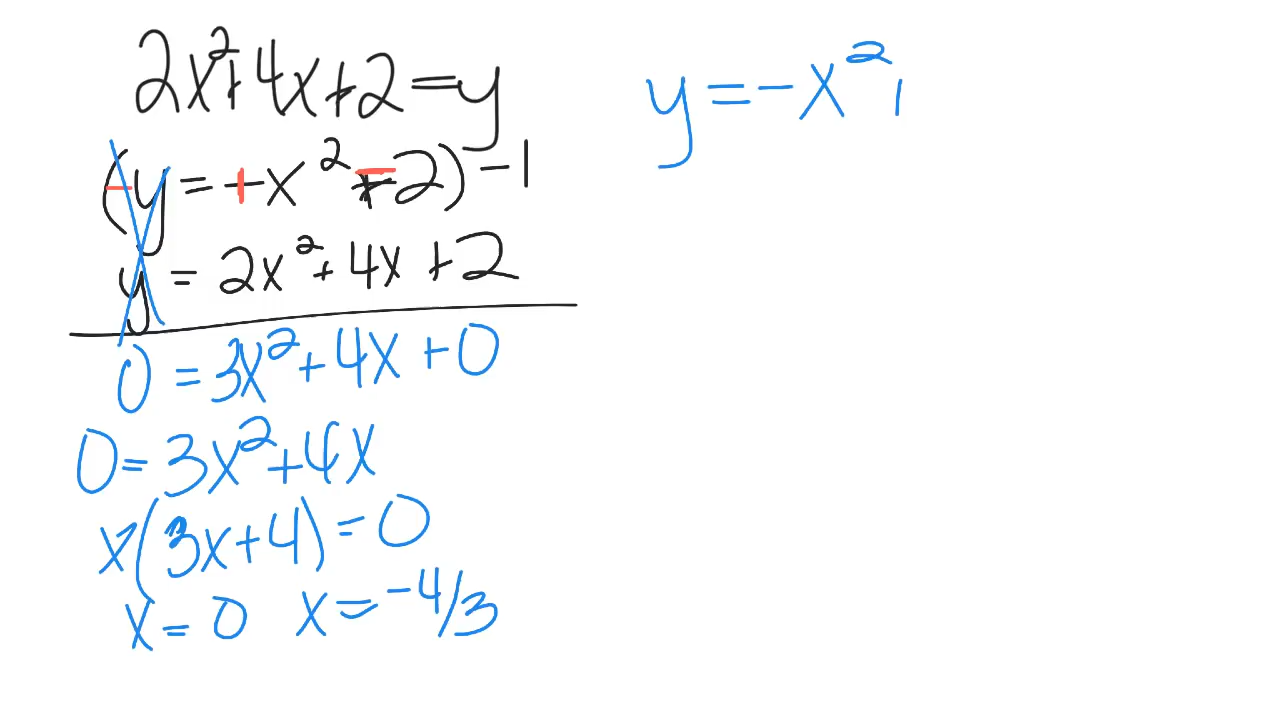 2x²+4x+2=y
(-y = +x² - 2) -1
y = 2x² + 4x + 2
0 = 3x² + 4x + 0
0 = 3x² + 4x
x(3x+4) = 0
x = 0 x = -4/3
y = -x²